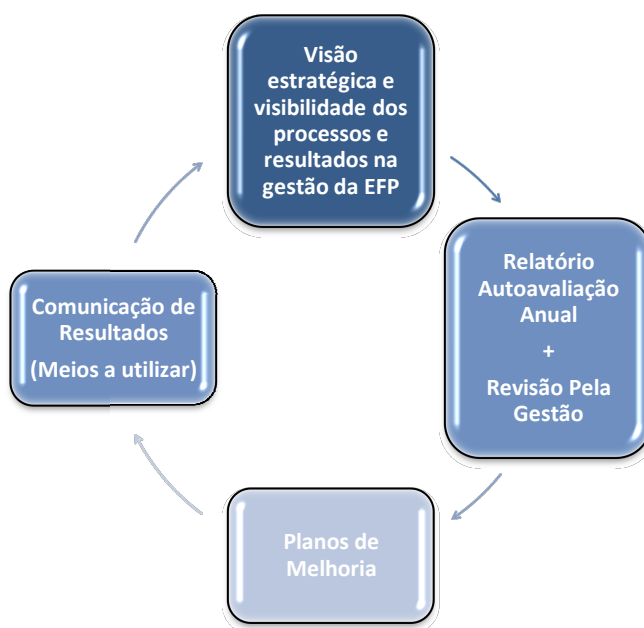 Visão
estratégica e
visibilidade dos
processos e
resultados na
gestão da EFP
Relatório
Autoavaliação
Anual
+
Revisão Pela
Gestão
Planos de
Melhoria
Comunicação de
Resultados
(Meios a utilizar)